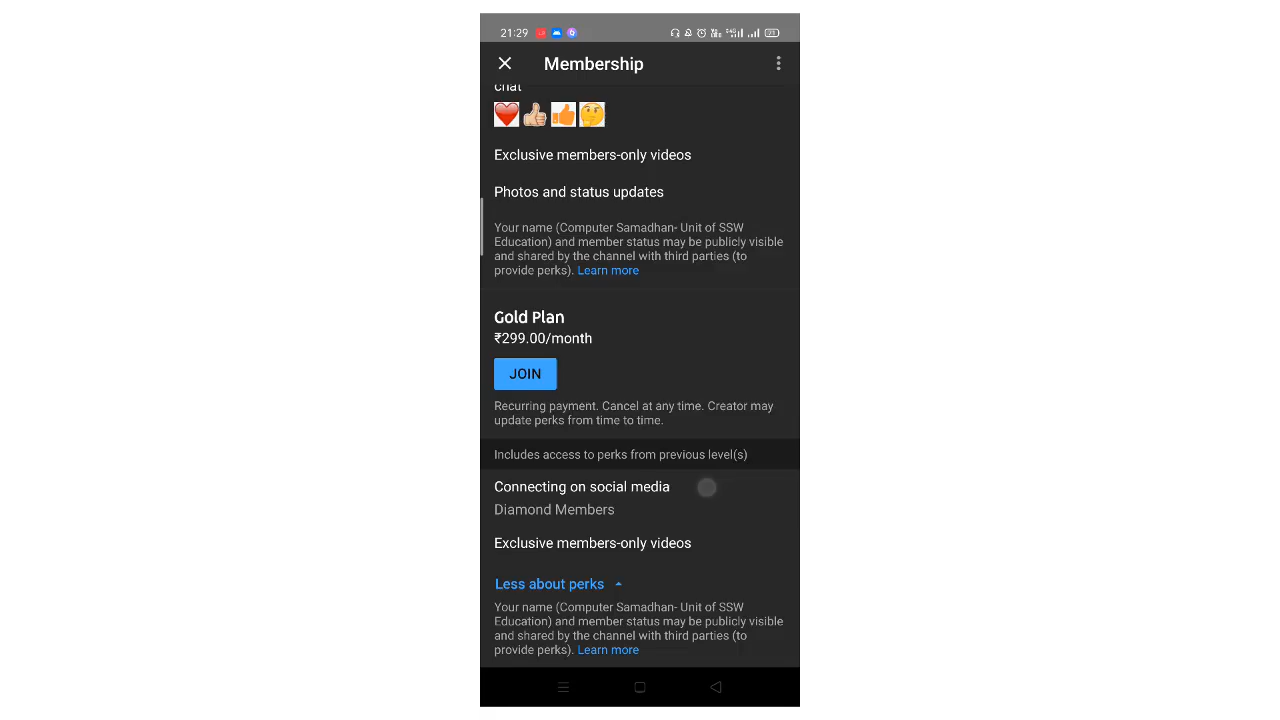 21:29
Membership
chat
Exclusive members-only videos
Photos and status updates
Your name (Computer Samadhan- Unit of SSW
Education) and member status may be publicly visible
and shared by the channel with third parties (to
provide perks). Learn more
Gold Plan
₹299.00/month
JOIN
Recurring payment. Cancel at any time. Creator may
update perks from time to time.
Includes access to perks from previous level(s)
Connecting on social media
Diamond Members
Exclusive members-only videos
Less about perks
Your name (Computer Samadhan- Unit of SSW
Education) and member status may be publicly visible
and shared by the channel with third parties (to
provide perks). Learn more